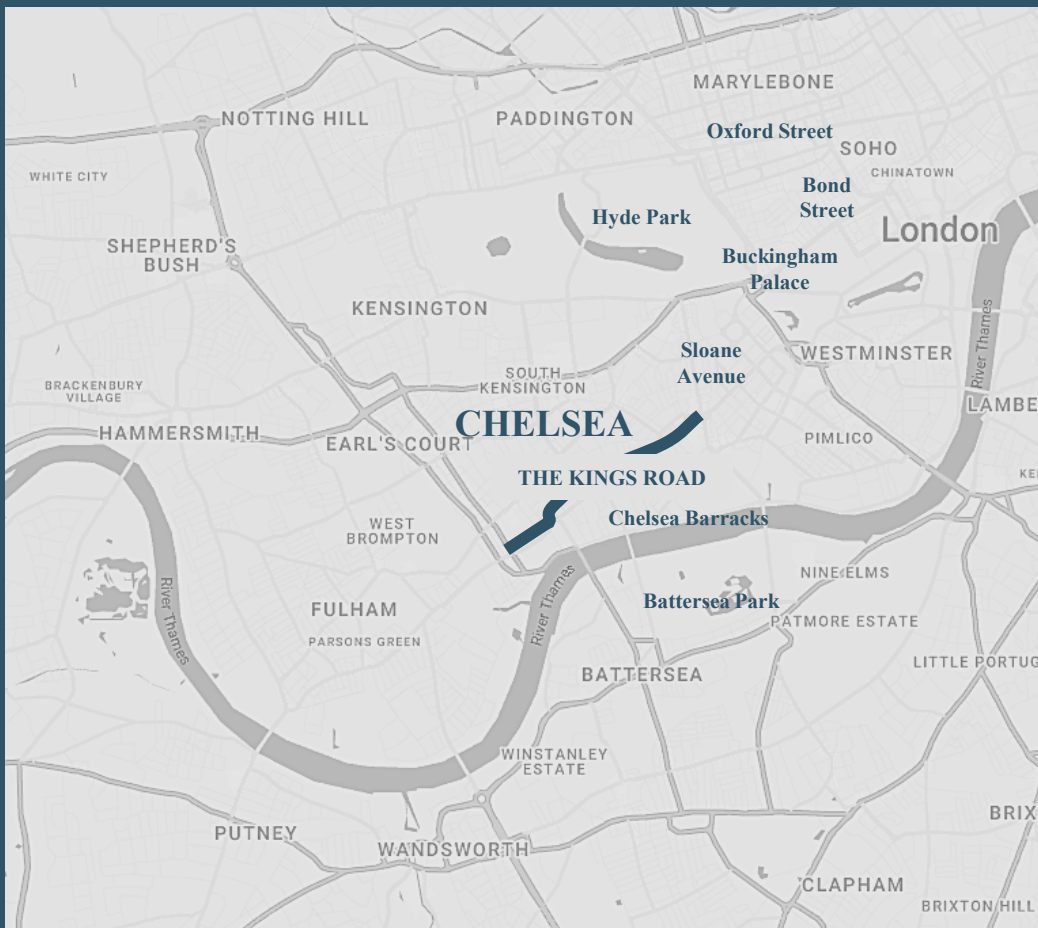 MARYLEBONE
NOTTING HILL
PADDINGTON
Oxford Street
SOHO
CHINATOWN
WHITE CITY
Bond
Street
Hyde Park
London
SHEPHERD'S
BUSH
Buckingham
Palace
KENSINGTON
River Thames
Sloane
Avenue
WESTMINSTER
SOUTH
KENSINGTON
BRACKENBURY
VILLAGE
LAMBE
CHELSEA
HAMMERSMITH
EARL'S COURT
PIMLICO
KE
THE KINGS ROAD
Chelsea Barracks
WEST
BROMPTON
NINE ELMS
River Thames
River Thames
Battersea Park
FULHAM
PATMORE ESTATE
PARSONS GREEN
LITTLE PORTUG
BATTERSEA
WINSTANLEY
ESTATE
BRIX
PUTNEY
WANDSWORTH
CLAPHAM
BRIXTON HILL